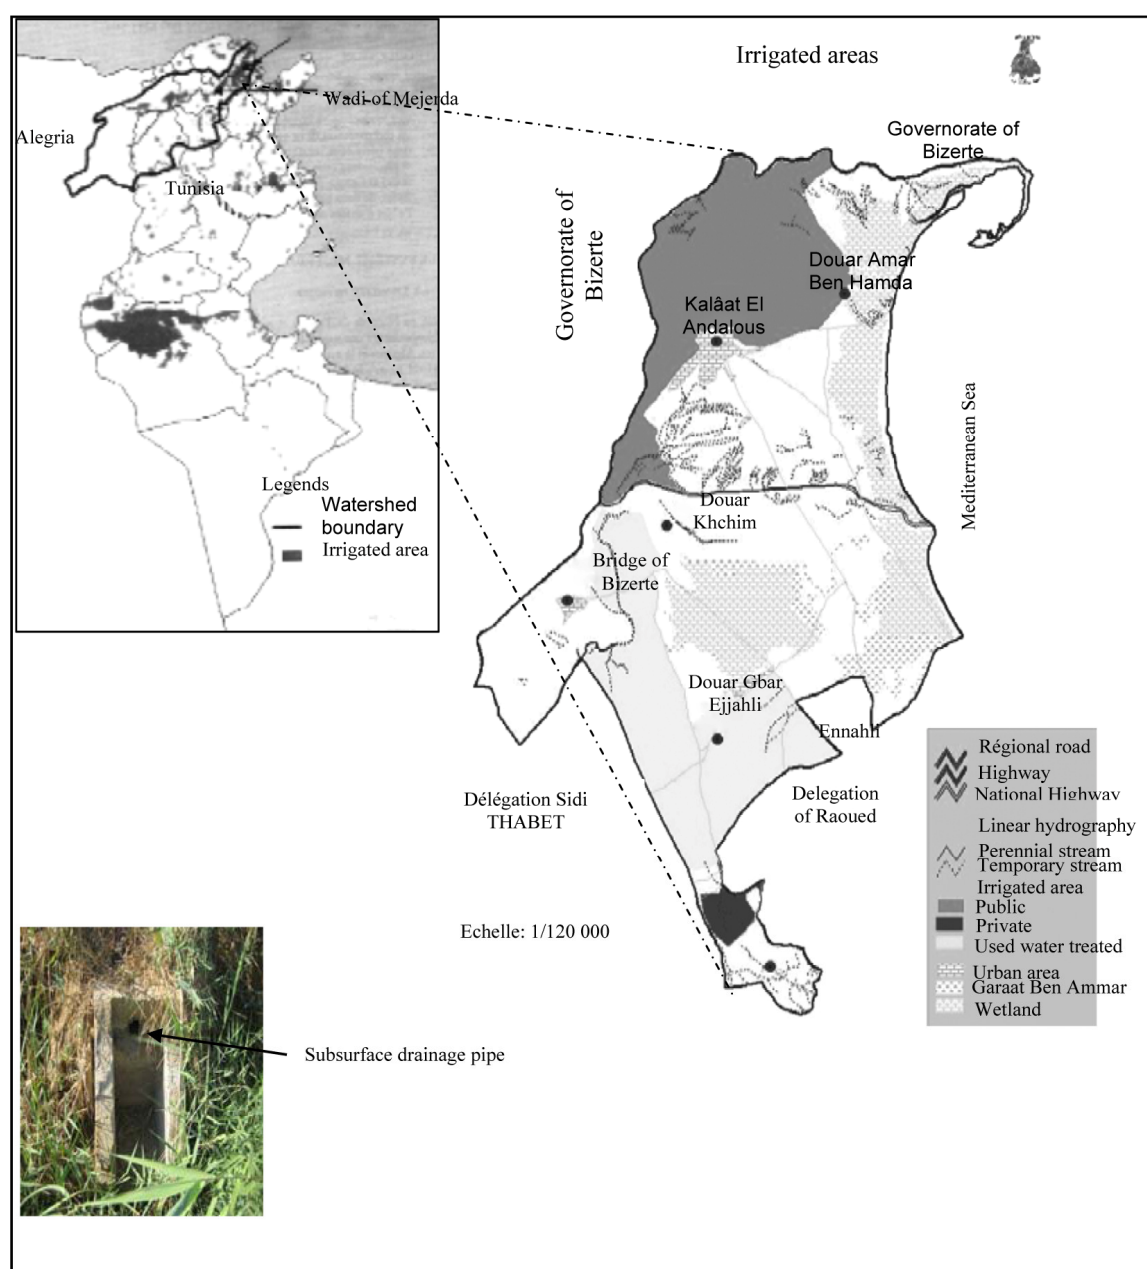 Irrigated areas
Wadi of Mejerda
Alegria
Tunisia
Legends
Watershed
boundary
Irrigated area
Governorate of
Bizerte
Governorate of
Bizerte
Douar Amar
Ben Hamda
Kalâat El
Andalous
Mediterranean Sea
Douar
Khchim
Bridge of
Bizerte
Douar Gbar
Ejjahli
Ennahli
Délégation Sidi
THABET
Delegation
of Raoued
Echelle: 1/120 000
Régional road
Highway
National Highway
Linear hydrography
Perennial stream
Temporary stream
Irrigated area
Public
Private
Used water treated
Urban area
Garaat Ben Ammar
Wetland
Subsurface drainage pipe